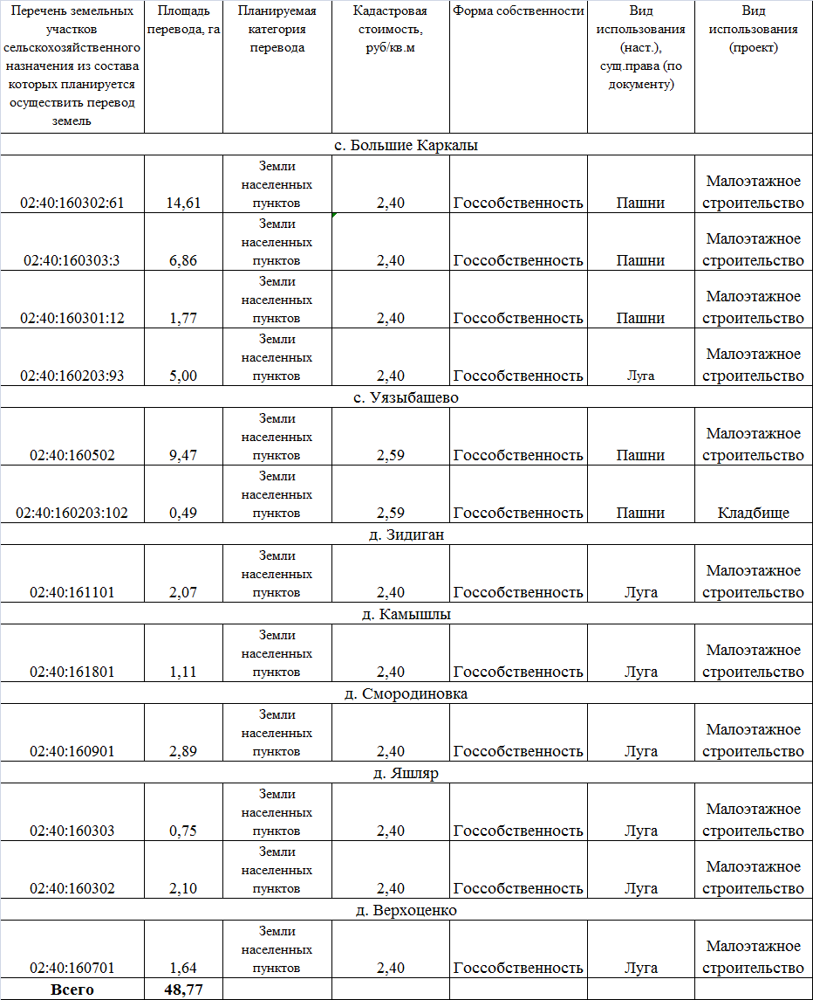 Перечень земельных
участков
сельскохозяйственного
назначения из состава
которых планируется
осуществить перевод
земель
Площадь
перевода, га
Планируемая
категория
перевода
Кадастровая
стоимость,
руб/кв.м
Форма собственности
Вид
использования
(наст.),
сущ.права (по
документу)
Вид
использования
(проект)
с. Большие Каркалы
02:40:160302:61
14,61
Земли
населенных
пунктов
2,40
Госсобственность
Пашни
Малоэтажное
строительство
02:40:160303:3
6,86
Земли
населенных
пунктов
2,40
Госсобственность
Пашни
Малоэтажное
строительство
02:40:160301:12
1,77
Земли
населенных
пунктов
2,40
Госсобственность
Пашни
Малоэтажное
строительство
02:40:160203:93
5,00
Земли
населенных
пунктов
2,40
Госсобственность
Луга
Малоэтажное
строительство
с. Уязыбашево
02:40:160502
9,47
Земли
населенных
пунктов
2,59
Госсобственность
Пашни
Малоэтажное
строительство
02:40:160203:102
0,49
Земли
населенных
пунктов
2,59
Госсобственность
Пашни
Кладбище
д. Зидиган
02:40:161101
2,07
Земли
населенных
пунктов
2,40
Госсобственность
Луга
Малоэтажное
строительство
д. Камышлы
02:40:161801
1,11
Земли
населенных
пунктов
2,40
Госсобственность
Луга
Малоэтажное
строительство
д. Смородиновка
02:40:160901
2,89
Земли
населенных
пунктов
2,40
Госсобственность
Луга
Малоэтажное
строительство
д. Яшляр
02:40:160303
0,75
Земли
населенных
пунктов
2,40
Госсобственность
Луга
Малоэтажное
строительство
02:40:160302
2,10
Земли
населенных
пунктов
2,40
Госсобственность
Луга
Малоэтажное
строительство
д. Верхоценко
02:40:160701
1,64
Земли
населенных
пунктов
2,40
Госсобственность
Луга
Малоэтажное
строительство
Всего
48,77